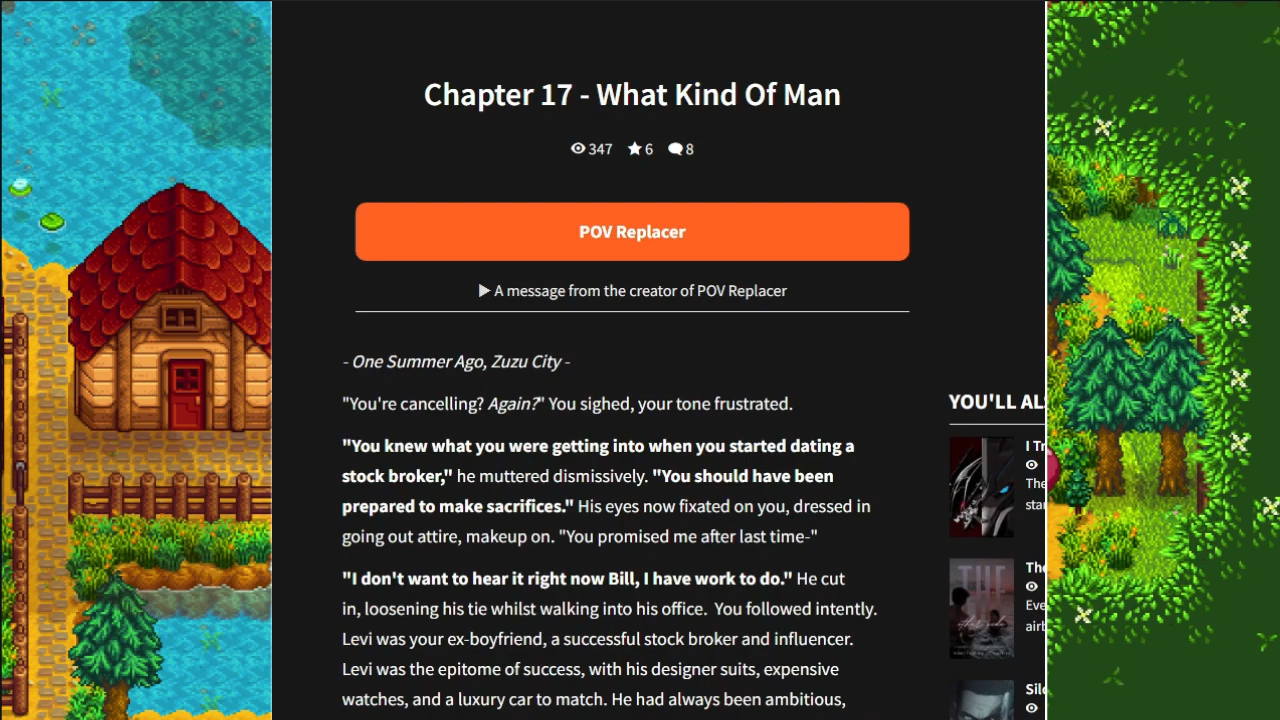 Chapter 17 - What Kind Of Man
347 6 8
POV Replacer
▶ A message from the creator of POV Replacer
- One Summer Ago, Zuzu City -
"You're cancelling? Again?" You sighed, your tone frustrated.
"You knew what you were getting into when you started dating a
stock broker," he muttered dismissively. "You should have been
prepared to make sacrifices." His eyes now fixated on you, dressed in
going out attire, makeup on. "You promised me after last time-"
"I don't want to hear it right now Bill, I have work to do." He cut
in, loosening his tie whilst walking into his office. You followed intently.
Levi was your ex-boyfriend, a successful stock broker and influencer.
Levi was the epitome of success, with his designer suits, expensive
watches, and a luxury car to match. He had always been ambitious,
YOU'LL ALS
I Tr
The
star
THE
The
Eve
airb
Silo